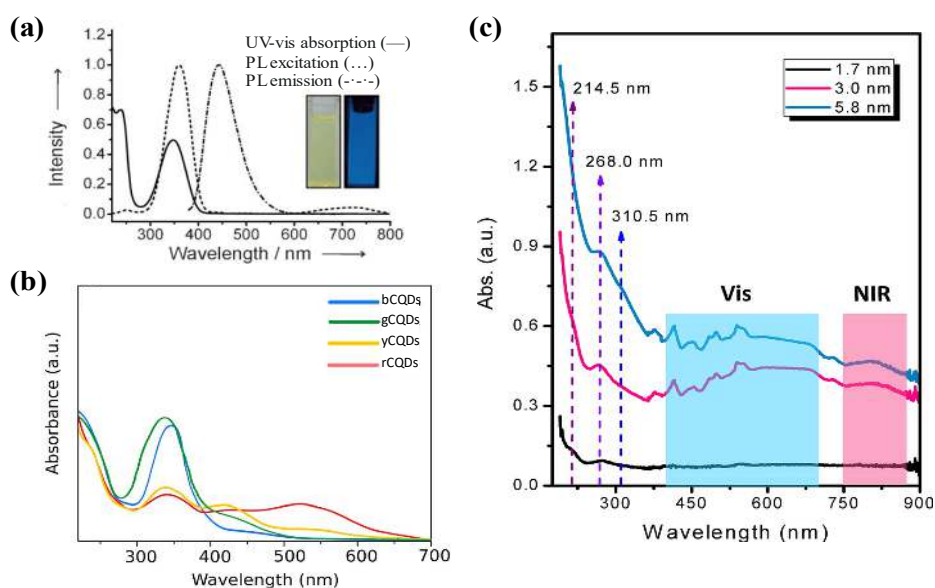 (a)
UV-vis absorption (—)
PL excitation (...)
PL emission (-·-·-)
Intensity
1.0
0.8
0.6
0.4
0.2
0.0
300 400 500 600 700 800
Wavelength / nm
(b)
bCQDs
gCQDs
yCQDs
rCQDs
Absorbance (a.u.)
300 400 500 600 700
Wavelength (nm)
(c)
1.7 nm
3.0 nm
5.8 nm
214.5 nm
268.0 nm
310.5 nm
Vis
NIR
Abs. (a.u.)
1.5
1.2
0.9
0.6
0.3
0.0
300 450 600 750 900
Wavelength (nm)